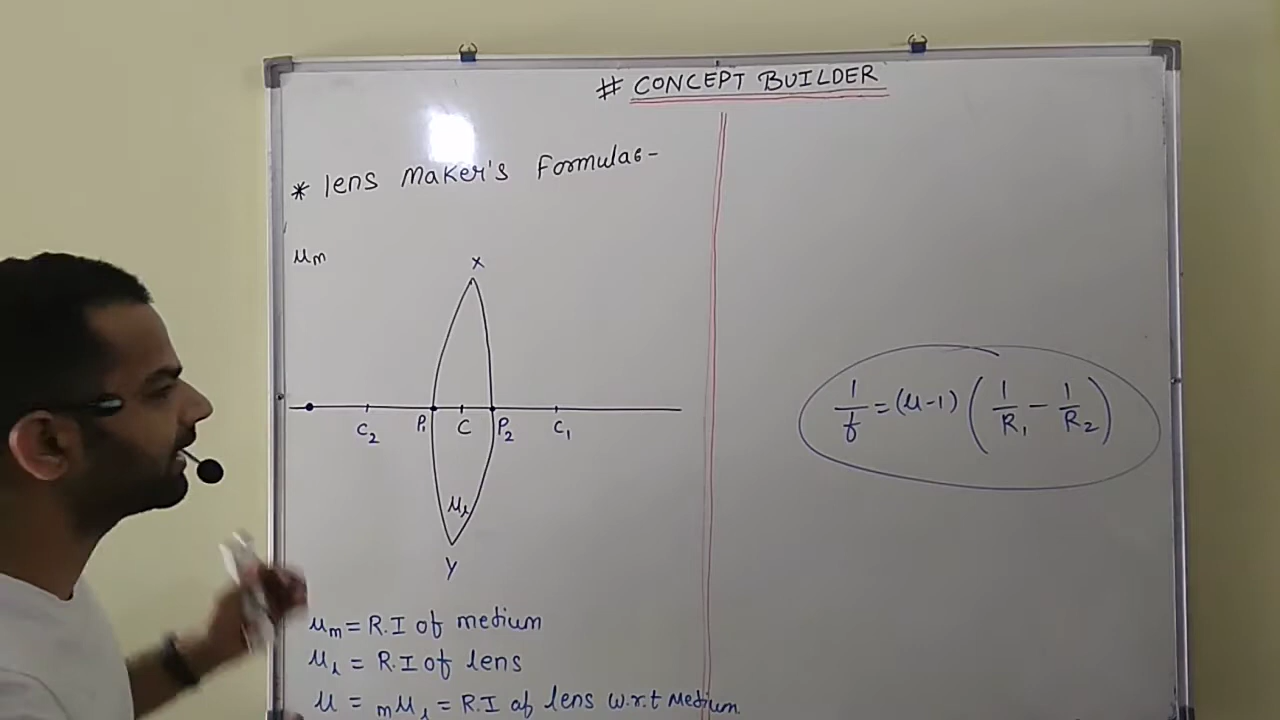 # CONCEPT BUILDER
* lens Maker's Formulae-
μm
X
C2 P1 C P2 C1
μl
Y
1/f = (μ-1) (1/R1 - 1/R2)
μm = R.I of medium
μl = R.I of lens
μ = mμl = R.I of lens w.r.t Medium